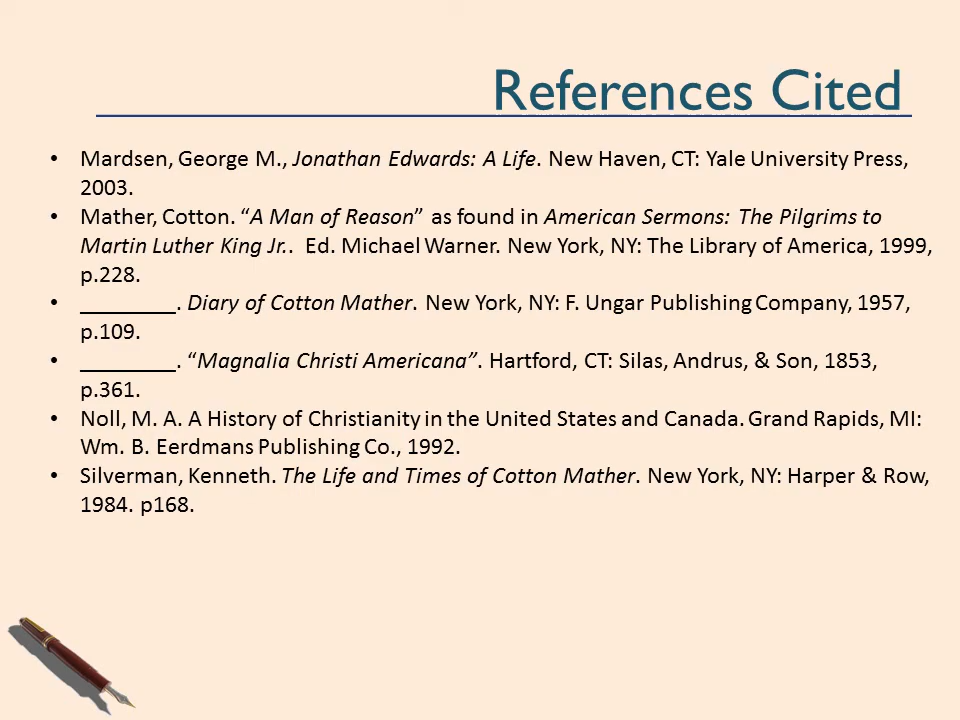 References Cited
• Mardsen, George M., Jonathan Edwards: A Life. New Haven, CT: Yale University Press,
2003.
• Mather, Cotton. “A Man of Reason” as found in American Sermons: The Pilgrims to
Martin Luther King Jr.. Ed. Michael Warner. New York, NY: The Library of America, 1999,
p.228.
• ________. Diary of Cotton Mather. New York, NY: F. Ungar Publishing Company, 1957,
p.109.
• ________. “Magnalia Christi Americana”. Hartford, CT: Silas, Andrus, & Son, 1853,
p.361.
• Noll, M. A. A History of Christianity in the United States and Canada. Grand Rapids, MI:
Wm. B. Eerdmans Publishing Co., 1992.
• Silverman, Kenneth. The Life and Times of Cotton Mather. New York, NY: Harper & Row,
1984. p168.